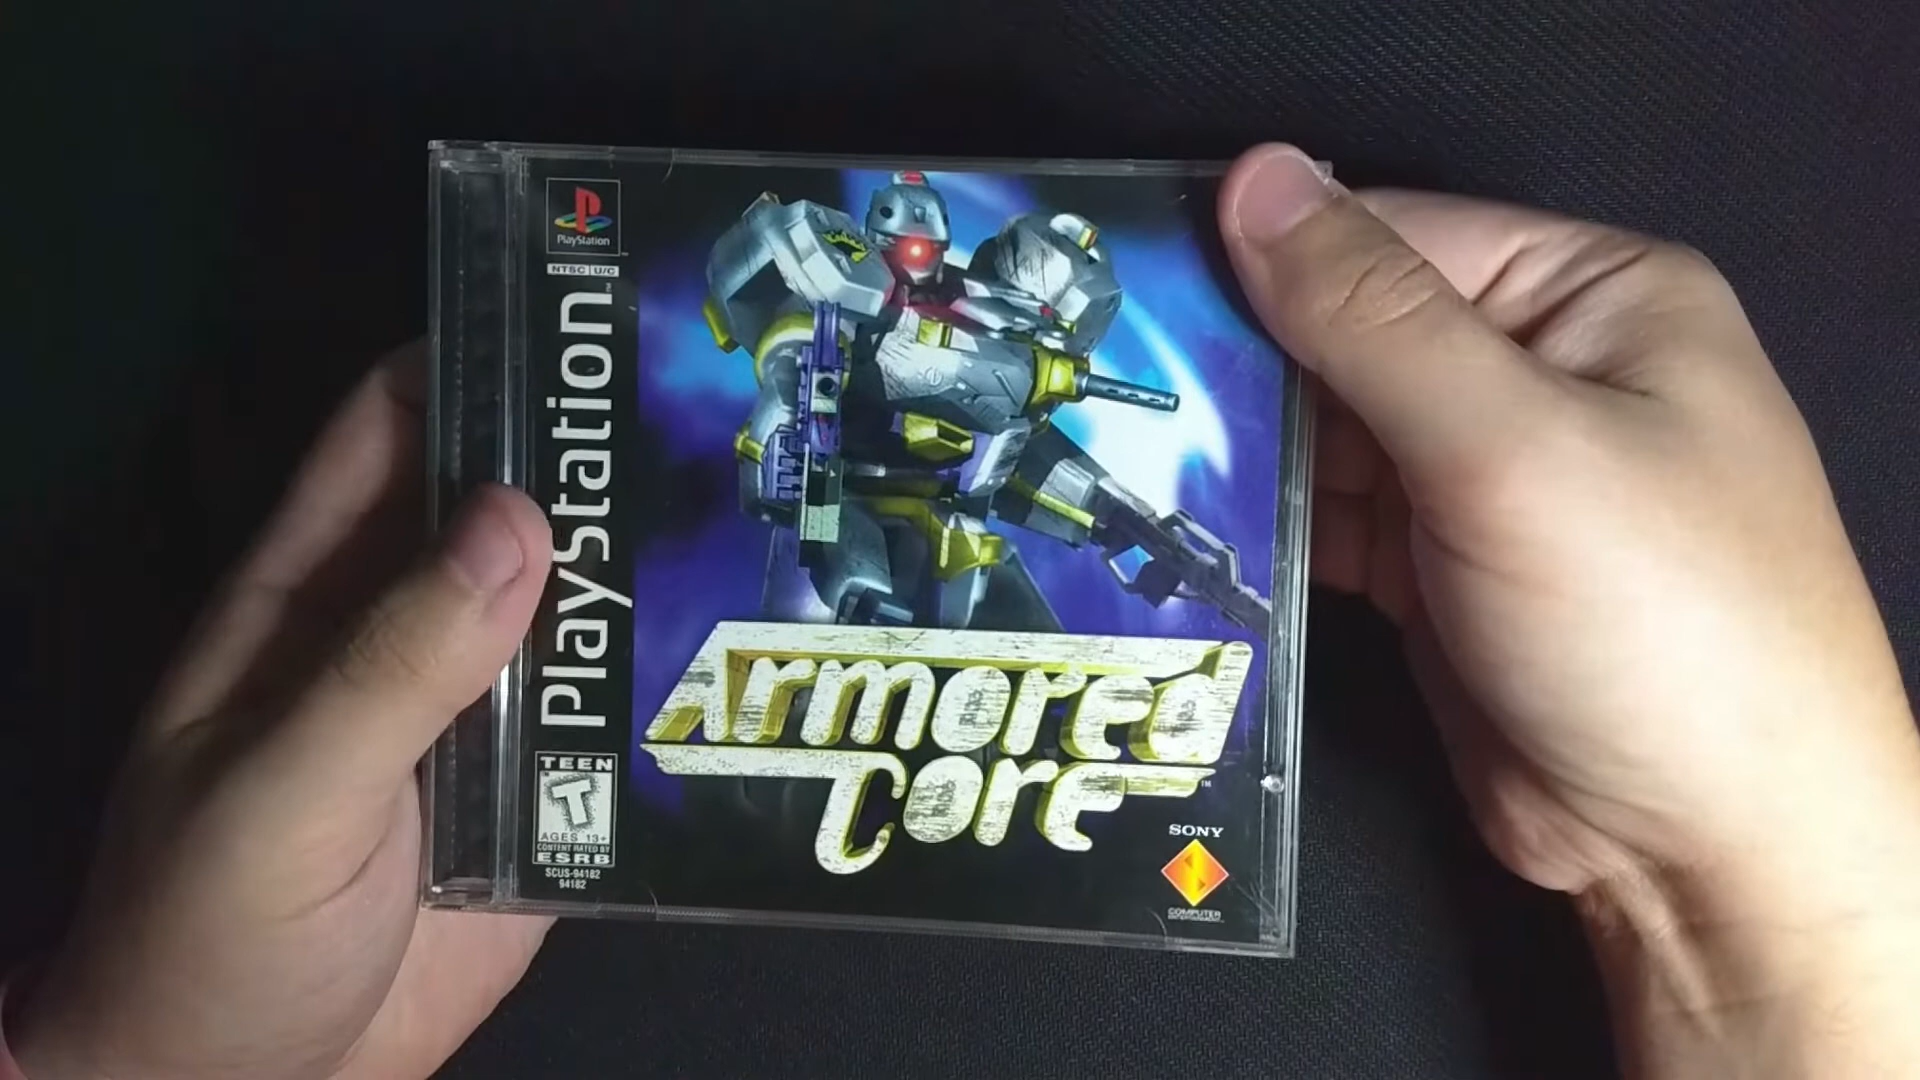 PlayStation
NTSC U/C
PlayStation
TEEN
T
AGES 13+
CONTENT RATED BY
ESRB
SCUS-94182
94182
Armored
Core
TM
SONY
COMPUTER
ENTERTAINMENT